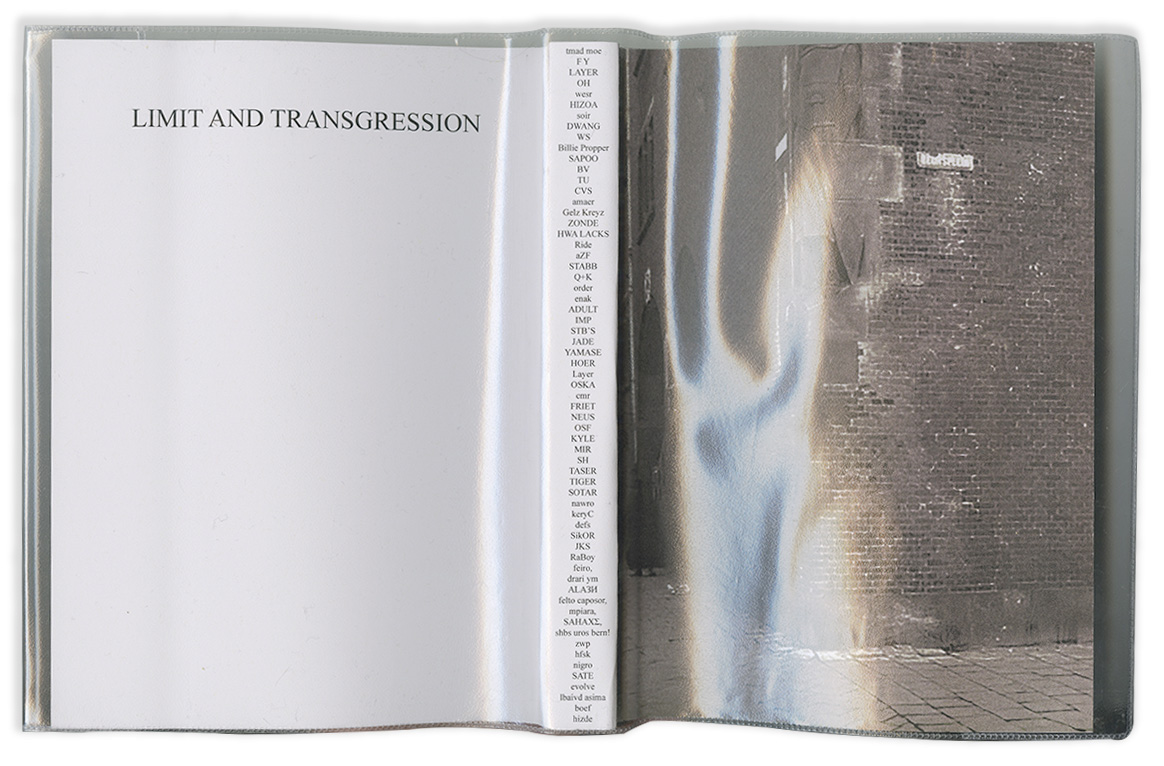 LIMIT AND TRANSGRESSION
tmad moe
F Y
LAYER
OH
wesr
HIZOA
soir
DWANG
WS
Billie Propper
SAPOO
BV
TU
CVS
amaer
Gelz Kreyz
ZONDE
HWA LACKS
Ride
aZF
STABB
Q+K
order
enak
ADULT
IMP
STB'S
JADE
YAMASE
HOER
Layer
OSKA
cmr
FRIET
NEUS
OSF
KYLE
MIR
SH
TASER
TIGER
SOTAR
nawro
keryC
defs
SikOR
JKS
RaBoy
feiro,
drari ym
ALAЗИ
felto caposor,
mpiara,
SAHAXΣ,
shbs uros bern!
zwp
hfsk
nigro
SATE
evolve
lbaivd asima
boef
hizde